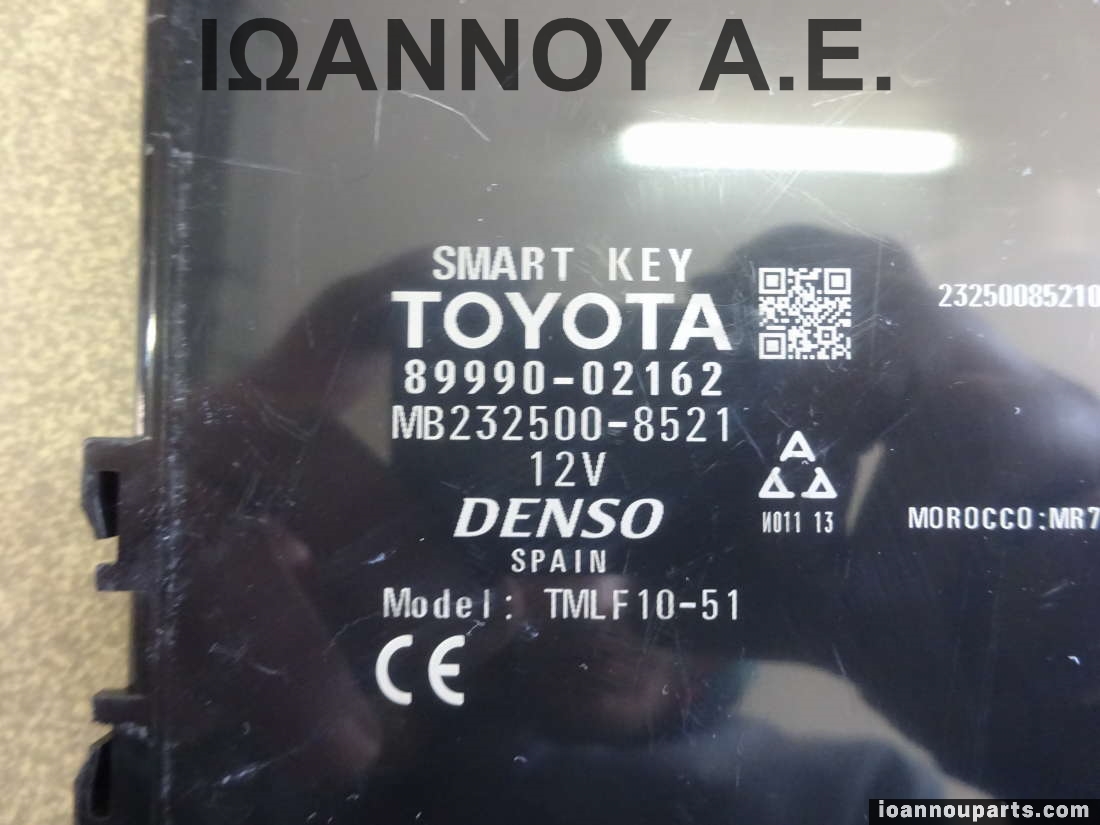 ΙΩΑΝΝΟΥ Α.Ε.
SMART KEY
TOYOTA
89990-02162
MB232500-8521
12V
DENSO
SPAIN
Model: TMLF10-51
CE
23250085210
A
И011 13
MOROCCO:MR7
ioannouparts.com